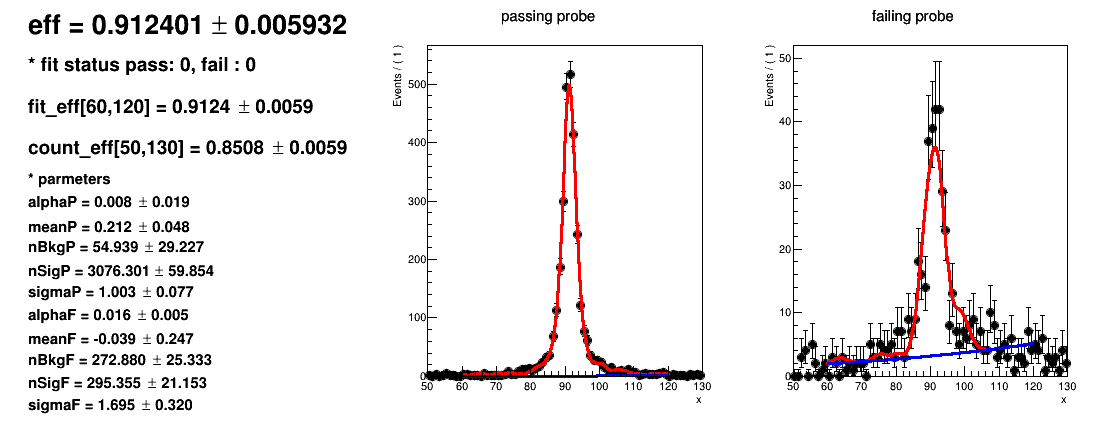 eff = 0.912401 ± 0.005932
* fit status pass: 0, fail : 0
fit_eff[60,120] = 0.9124 ± 0.0059
count_eff[50,130] = 0.8508 ± 0.0059
* parmeters
alphaP = 0.008 ± 0.019
meanP = 0.212 ± 0.048
nBkgP = 54.939 ± 29.227
nSigP = 3076.301 ± 59.854
sigmaP = 1.003 ± 0.077
alphaF = 0.016 ± 0.005
meanF = -0.039 ± 0.247
nBkgF = 272.880 ± 25.333
nSigF = 295.355 ± 21.153
sigmaF = 1.695 ± 0.320
passing probe
Events / ( 1 )
500
400
300
200
100
0
50 60 70 80 90 100 110 120 130
x
failing probe
Events / ( 1 )
50
40
30
20
10
0
50 60 70 80 90 100 110 120 130
x